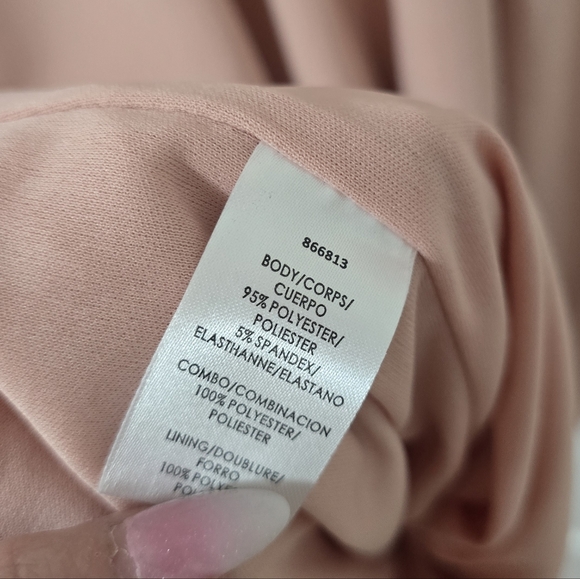 866813
BODY/CORPS/
CUERPO
95% POLYESTER/
POLIESTER
5% SPANDEX/
ELASTHANNE/ELASTANO
COMBO/COMBINACION
100% POLYESTER/
POLIESTER
LINING/DOUBLURE/
FORRO
100%